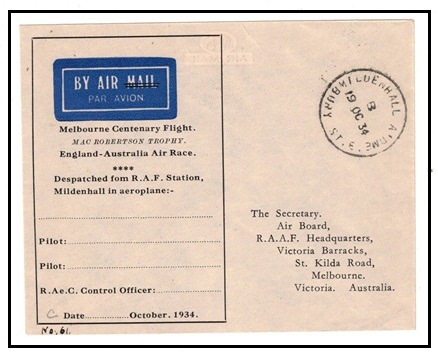 BY AIR MAIL
PAR AVION
Melbourne Centenary Flight.
MAC ROBERTSON TROPHY.
England-Australia Air Race.
****
Despatched fom R.A.F. Station,
Mildenhall in aeroplane:-
Pilot:
Pilot:
R.Ae.C. Control Officer:
C Date October. 1934.
No. 61.
MILDENHALL AIRDME
B
19 OC 34
The Secretary.
Air Board,
R.A.A.F. Headquarters,
Victoria Barracks,
St. Kilda Road,
Melbourne.
Victoria. Australia.